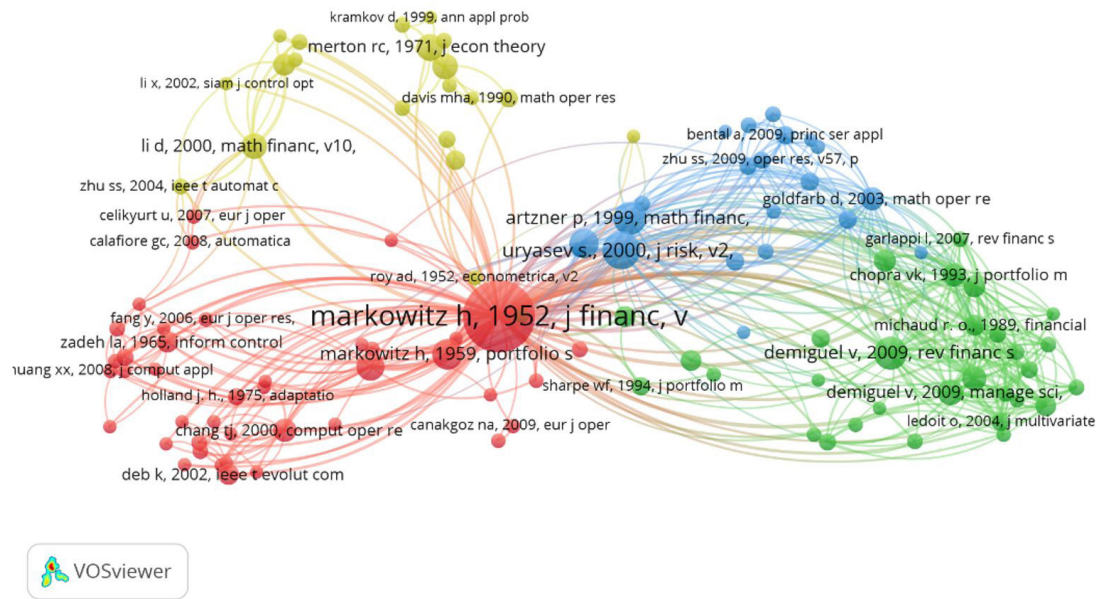 kramkov d, 1999, ann appl prob
merton rc, 1971, j econ theory
li x, 2002, siam j control opt
davis mha, 1990, math oper res
bental a, 2009, princ ser appl
li d, 2000, math financ, v10,
zhu ss, 2009, oper res, v57, p
zhu ss, 2004, ieee t automat c
goldfarb d, 2003, math oper re
celikyurt u, 2007, eur j oper
artzner p, 1999, math financ,
calafiore gc, 2008, automatica
garlappi l, 2007, rev financ s
uryasev s., 2000, j risk, v2,
roy ad, 1952, econometrica, v2
chopra vk, 1993, j portfolio m
markowitz h, 1952, j financ, v
fang y, 2006, eur j oper res,
michaud r. o., 1989, financial
zadeh la, 1965, inform control
markowitz h, 1959, portfolio s
demiguel v, 2009, rev financ s
huang xx, 2008, j comput appl
sharpe wf, 1994, j portfolio m
holland j. h., 1975, adaptatio
demiguel v, 2009, manage sci,
ledoit o, 2004, j multivariate
chang tj, 2000, comput oper re
canakgoz na, 2009, eur j oper
deb k, 2002, ieee t evolut com
VOSviewer